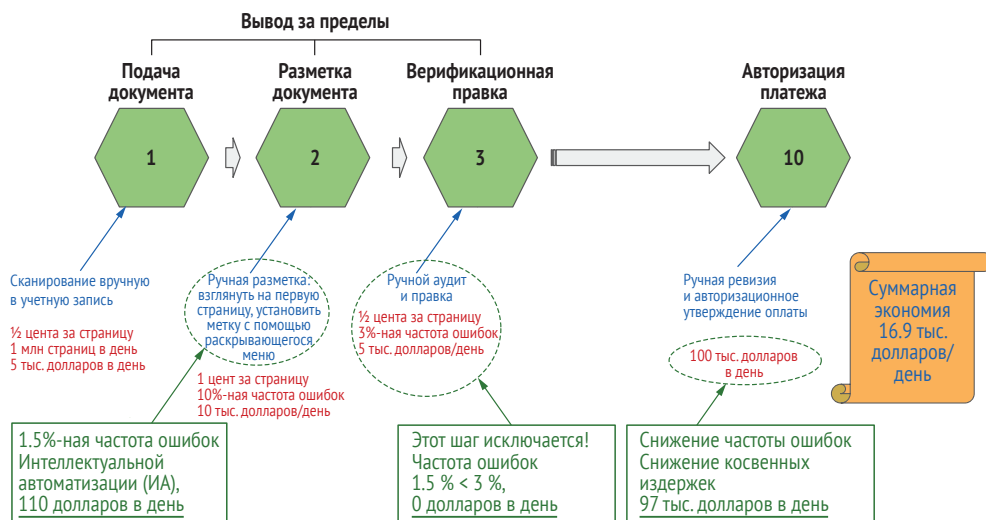 Вывод за пределы
Подача
документа
Разметка
документа
Верификационная
правка
Авторизация
платежа
1
2
3
10
Сканирование вручную
в учетную запись
½ цента за страницу
1 млн страниц в день
5 тыс. долларов в день
Ручная разметка:
взглянуть на первую
страницу, установить
метку с помощью
раскрывающегося
меню
1 цент за страницу
10%-ная частота ошибок
10 тыс. долларов/день
Ручной аудит
и правка
½ цента за страницу
3%-ная частота ошибок
5 тыс. долларов/день
Ручная ревизия
и авторизационное
утверждение оплаты
100 тыс. долларов
в день
Суммарная
экономия
16.9 тыс.
долларов/
день
1.5%-ная частота ошибок
Интеллектуальной
автоматизации (ИА),
110 долларов в день
Этот шаг исключается!
Частота ошибок
1.5 % < 3 %,
0 долларов в день
Снижение частоты ошибок
Снижение косвенных
издержек
97 тыс. долларов в день